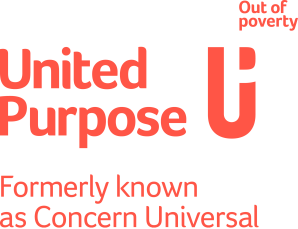 Out of
poverty
United
Purpose
Formerly known
as Concern Universal